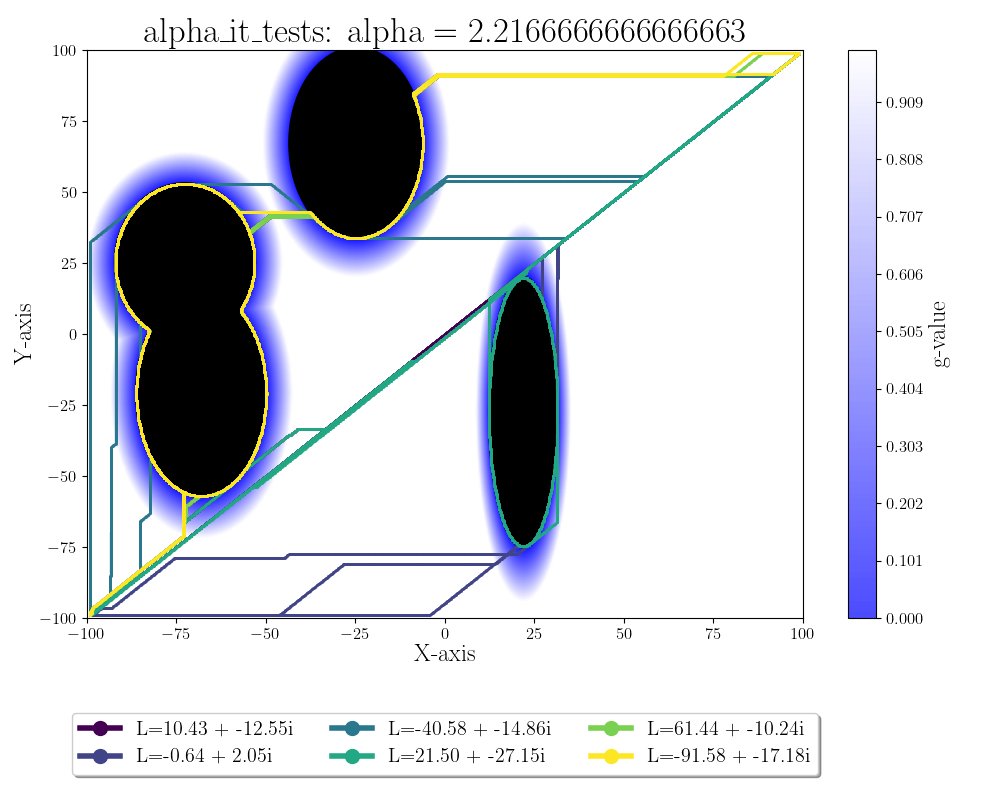 alpha_it_tests: alpha = 2.2166666666666663
100
75
50
25
0
−25
−50
−75
−100
Y-axis
−100 −75 −50 −25 0 25 50 75 100
X-axis
0.909
0.808
0.707
0.606
0.505
0.404
0.303
0.202
0.101
0.000
g-value
L=10.43 + -12.55i L=-40.58 + -14.86i L=61.44 + -10.24i
L=-0.64 + 2.05i L=21.50 + -27.15i L=-91.58 + -17.18i